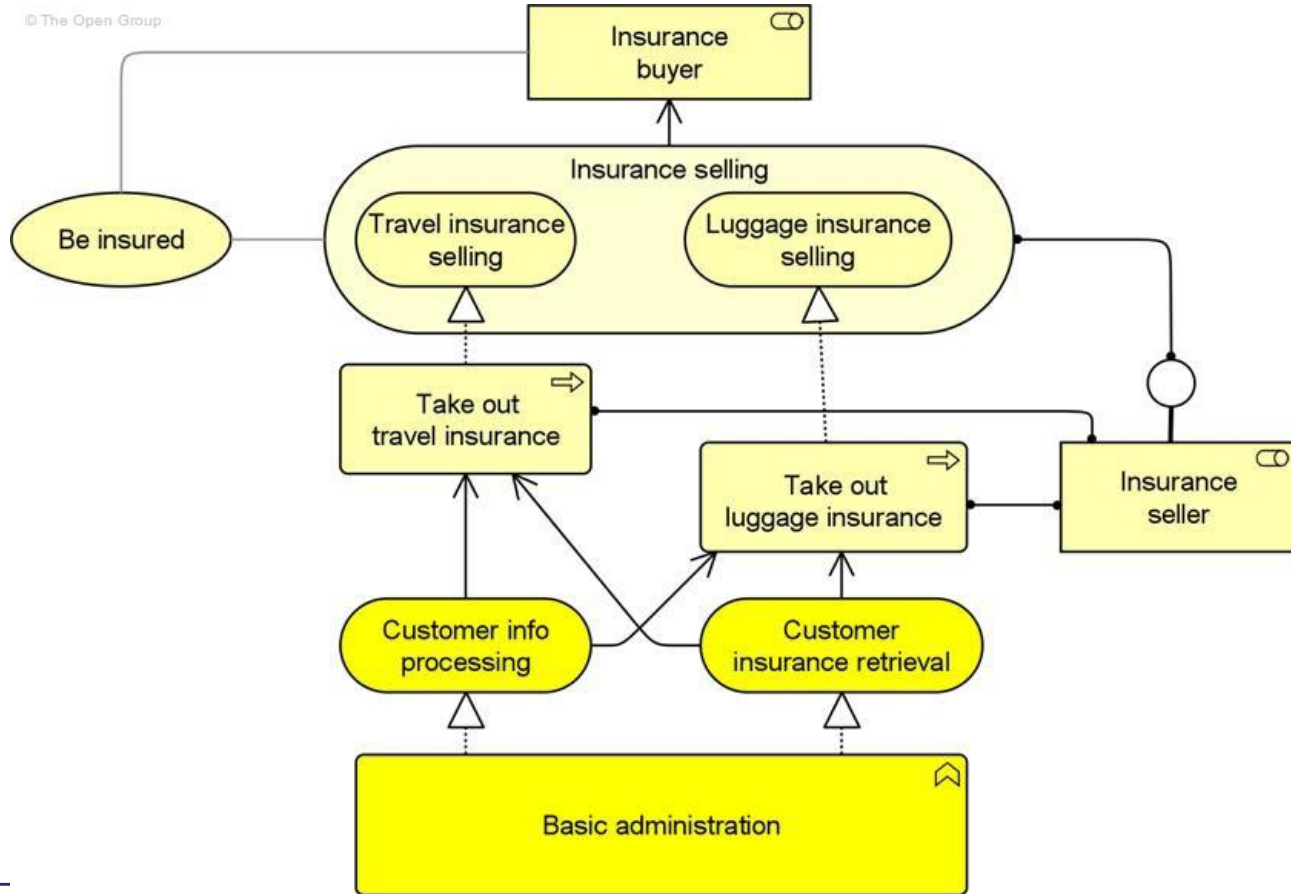 © The Open Group
Insurance
buyer
Insurance selling
Be insured
Travel insurance
selling
Luggage insurance
selling
Take out
travel insurance
Take out
luggage insurance
Insurance
seller
Customer info
processing
Customer
insurance retrieval
Basic administration